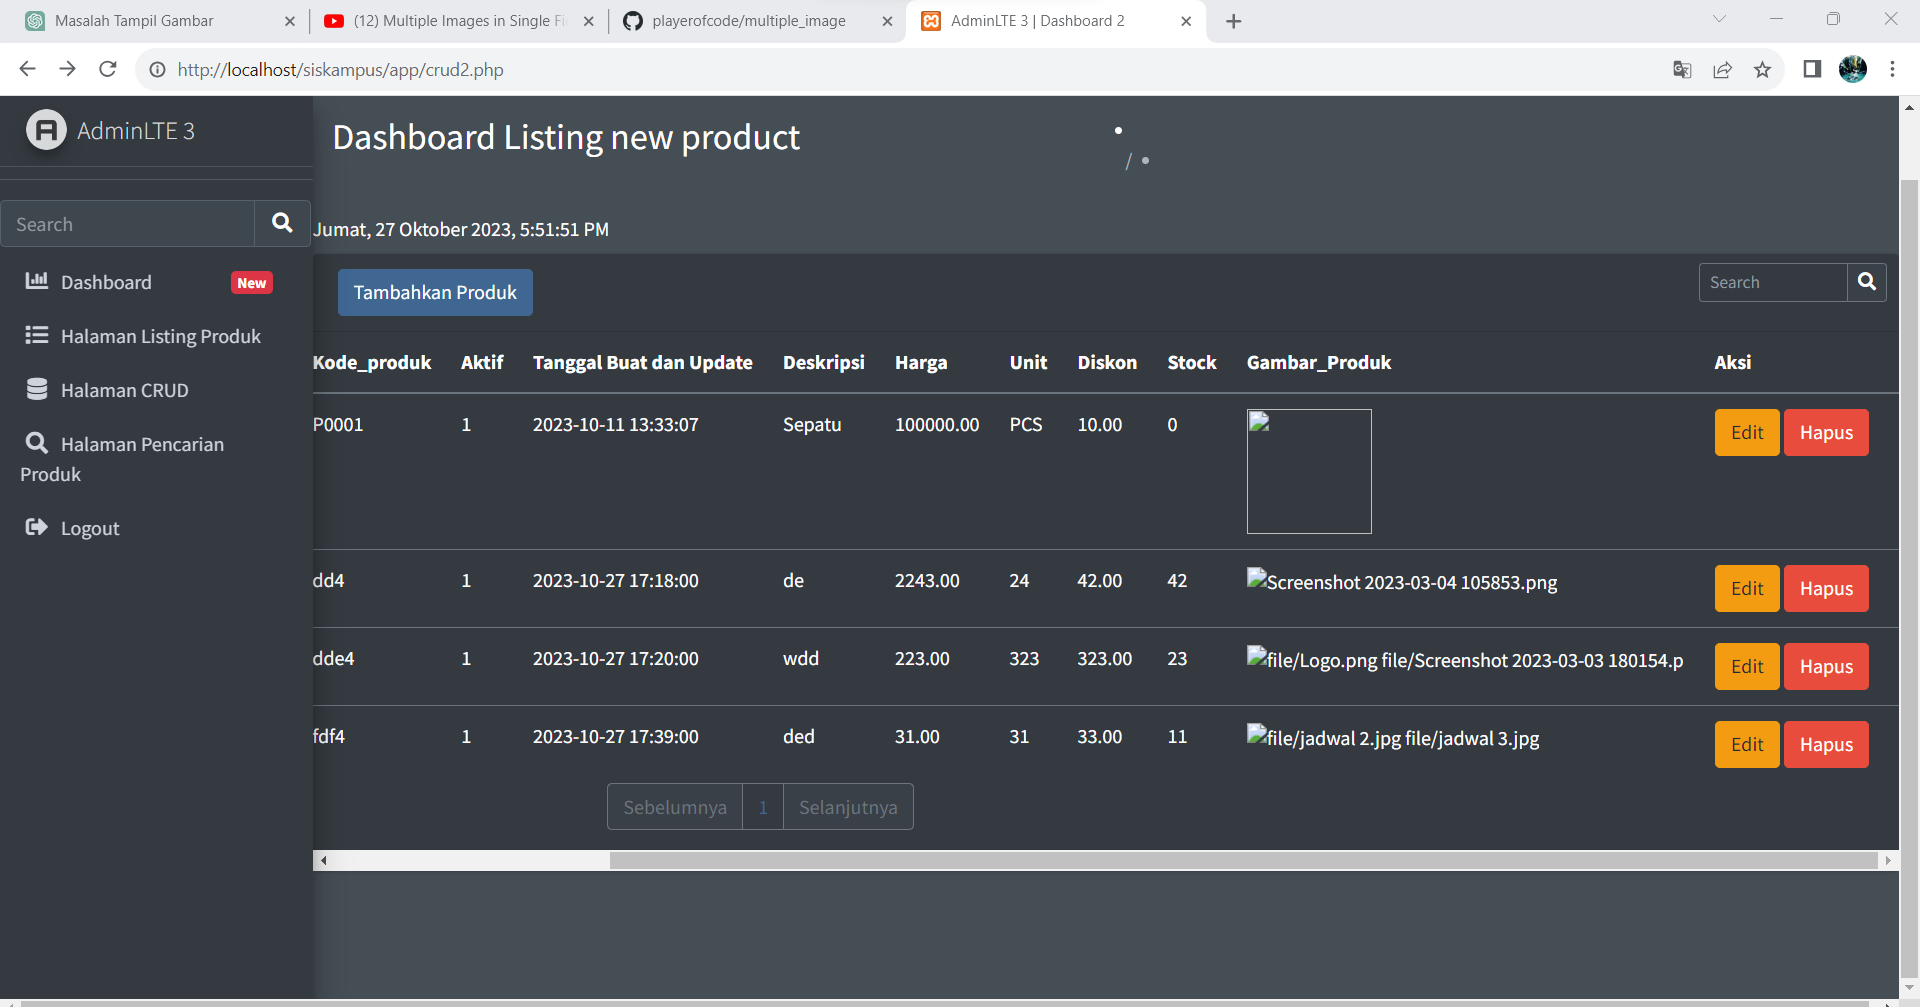 Masalah Tampil Gambar
(12) Multiple Images in Single Fi
playerofcode/multiple_image
AdminLTE 3 | Dashboard 2
http://localhost/siskampus/app/crud2.php
AdminLTE 3
Search
Dashboard New
Halaman Listing Produk
Halaman CRUD
Halaman Pencarian
Produk
Logout
Dashboard Listing new product
/
Jumat, 27 Oktober 2023, 5:51:51 PM
Tambahkan Produk
Search
Kode_produk Aktif Tanggal Buat dan Update Deskripsi Harga Unit Diskon Stock Gambar_Produk Aksi
P0001 1 2023-10-11 13:33:07 Sepatu 100000.00 PCS 10.00 0 Edit Hapus
dd4 1 2023-10-27 17:18:00 de 2243.00 24 42.00 42 Screenshot 2023-03-04 105853.png Edit Hapus
dde4 1 2023-10-27 17:20:00 wdd 223.00 323 323.00 23 file/Logo.png file/Screenshot 2023-03-03 180154.p Edit Hapus
fdf4 1 2023-10-27 17:39:00 ded 31.00 31 33.00 11 file/jadwal 2.jpg file/jadwal 3.jpg Edit Hapus
Sebelumnya 1 Selanjutnya